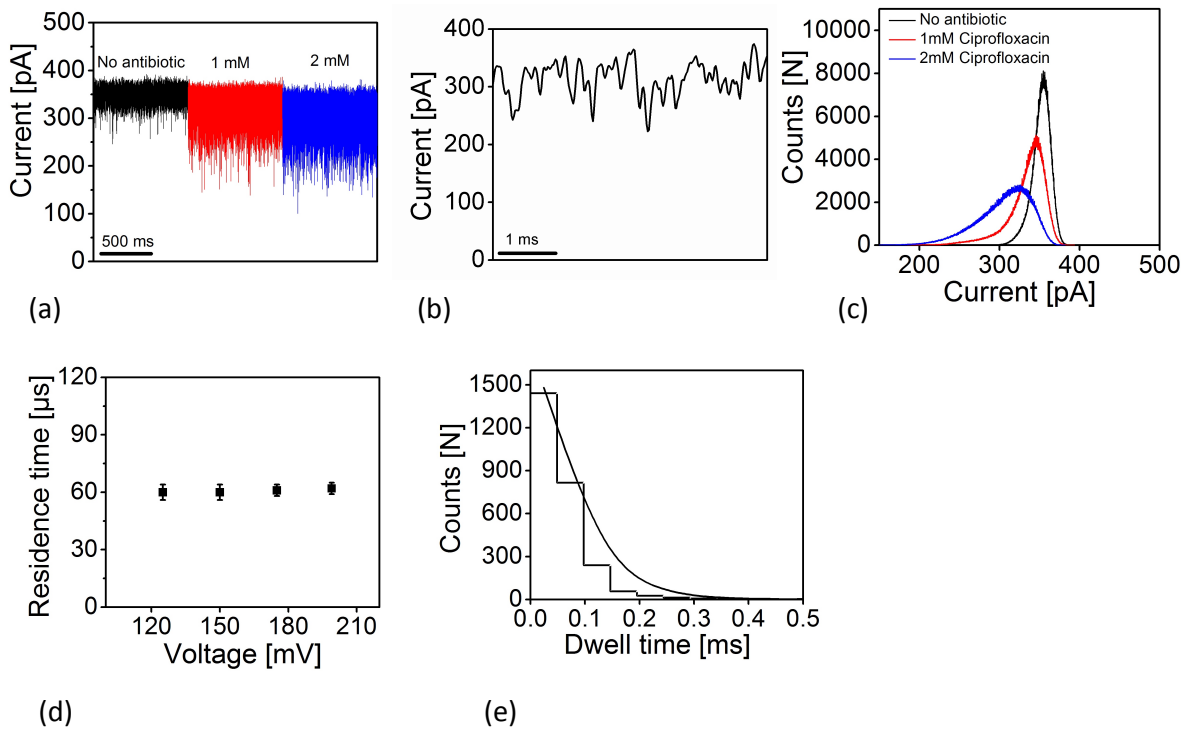 Current [pA]
500
400
300
200
100
0
No antibiotic
1 mM
2 mM
500 ms
(a)
Current [pA]
400
300
200
100
0
1 ms
(b)
Counts [N]
10000
8000
6000
4000
2000
0
No antibiotic
1mM Ciprofloxacin
2mM Ciprofloxacin
200 300 400 500
Current [pA]
(c)
Residence time [µs]
120
90
60
30
0
120 150 180 210
Voltage [mV]
(d)
Counts [N]
1500
1200
900
600
300
0
0.0 0.1 0.2 0.3 0.4 0.5
Dwell time [ms]
(e)